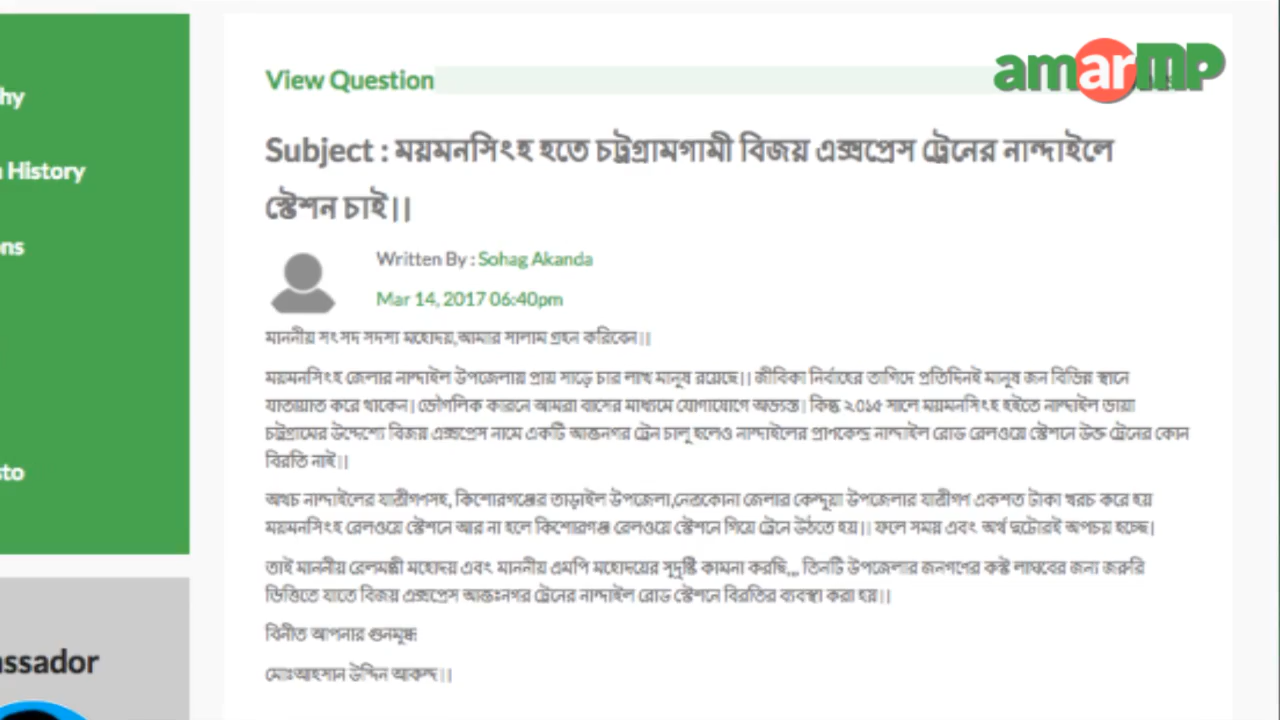 amarMP
hy
View Question
Subject : ময়মনসিংহ হতে চট্রগ্রামগামী বিজয় এক্সপ্রেস ট্রেনের নান্দাইলে
History
স্টেশন চাই।।
ons
Written By : Sohag Akanda
Mar 14, 2017 06:40pm
মাননীয় সংসদ সদস্য মহোদয়,আমার সালাম গ্রহন করিবেন।।
ময়মনসিংহ জেলার নান্দাইল উপজেলায় প্রায় সাড়ে চার লাখ মানুষ রয়েছে।। জীবিকা নির্বাহের তাগিদে প্রতিদিনই মানুষ জন বিভিন্ন স্থানে
যাতায়াত করে থাকেন। ভৌগলিক কারনে আমরা বাসের মাধ্যমে যোগাযোগে অভ্যস্ত। কিন্তু ২০১৫ সালে ময়মনসিংহ হইতে নান্দাইল ভায়া
চট্রগ্রামের উদ্দেশ্যে বিজয় এক্সপ্রেস নামে একটি আন্তনগর ট্রেন চালু হলেও নান্দাইলের প্রাণকেন্দ্র নান্দাইল রোড রেলওয়ে স্টেশনে উক্ত ট্রেনের কোন
বিরতি নাই।।
sto
অথচ নান্দাইলের যাত্রীগণসহ, কিশোরগঞ্জের তাড়াইল উপজেলা,নেত্রকোনা জেলার কেন্দুয়া উপজেলার যাত্রীগণ একশত টাকা খরচ করে হয়
ময়মনসিংহ রেলওয়ে স্টেশনে আর না হলে কিশোরগঞ্জ রেলওয়ে স্টেশনে গিয়ে ট্রেনে উঠতে হয়।। ফলে সময় এবং অর্থ দুটোরই অপচয় হচ্ছে।
তাই মাননীয় রেলমন্ত্রী মহোদয় এবং মাননীয় এমপি মহোদয়ের সুদৃষ্টি কামনা করছি,,, তিনটি উপজেলার জনগণের কস্ট লাঘবের জন্য জরুরি
ভিত্তিতে যাতে বিজয় এক্সপ্রেস আন্তঃনগর ট্রেনের নান্দাইল রোড স্টেশনে বিরতির ব্যবস্থা করা হয়।।
বিনীত আপনার গুনমুগ্ধ
assador
মোঃআহসান উদ্দিন আকন্দ।।